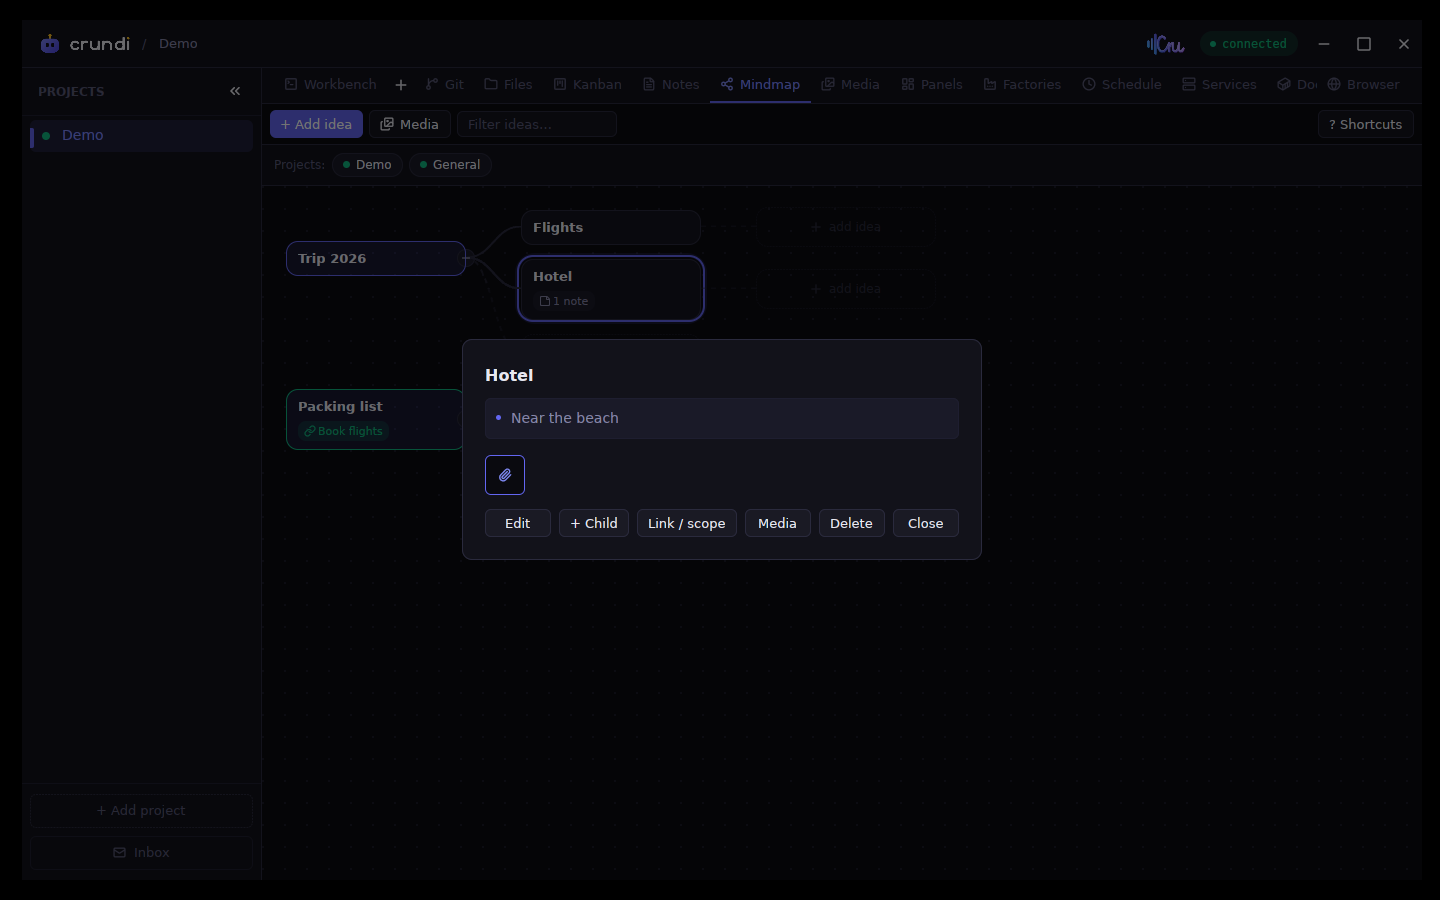 crundi / Demo
Cru
connected
PROJECTS
Demo
+ Add project
Inbox
Workbench
Git
Files
Kanban
Notes
Mindmap
Media
Panels
Factories
Schedule
Services
Doc
Browser
+ Add idea
Media
Filter ideas...
? Shortcuts
Projects:
Demo
General
Trip 2026
Flights
+ add idea
Hotel
1 note
+ add idea
Packing list
Book flights
Hotel
Near the beach
Edit
+ Child
Link / scope
Media
Delete
Close